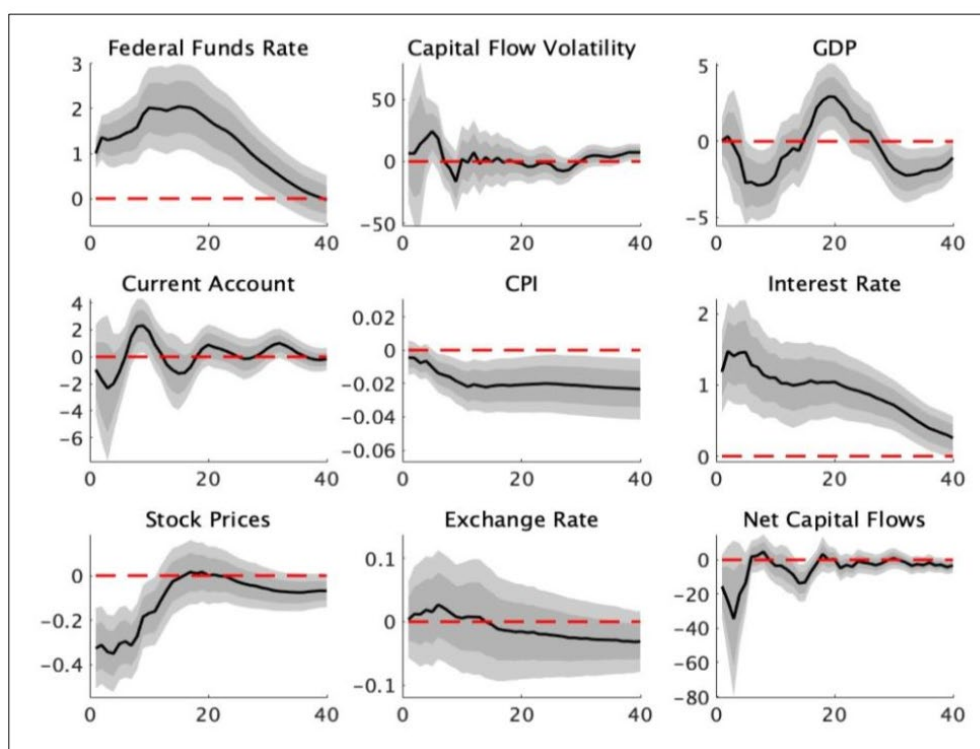 Federal Funds Rate
3
2
1
0
0 20 40
Capital Flow Volatility
50
0
-50
0 20 40
GDP
5
0
-5
0 20 40
Current Account
4
2
0
-2
-4
-6
0 20 40
CPI
0.02
0
-0.02
-0.04
-0.06
0 20 40
Interest Rate
2
1
0
0 20 40
Stock Prices
0
-0.2
-0.4
0 20 40
Exchange Rate
0.1
0
-0.1
0 20 40
Net Capital Flows
0
-20
-40
-60
-80
0 20 40